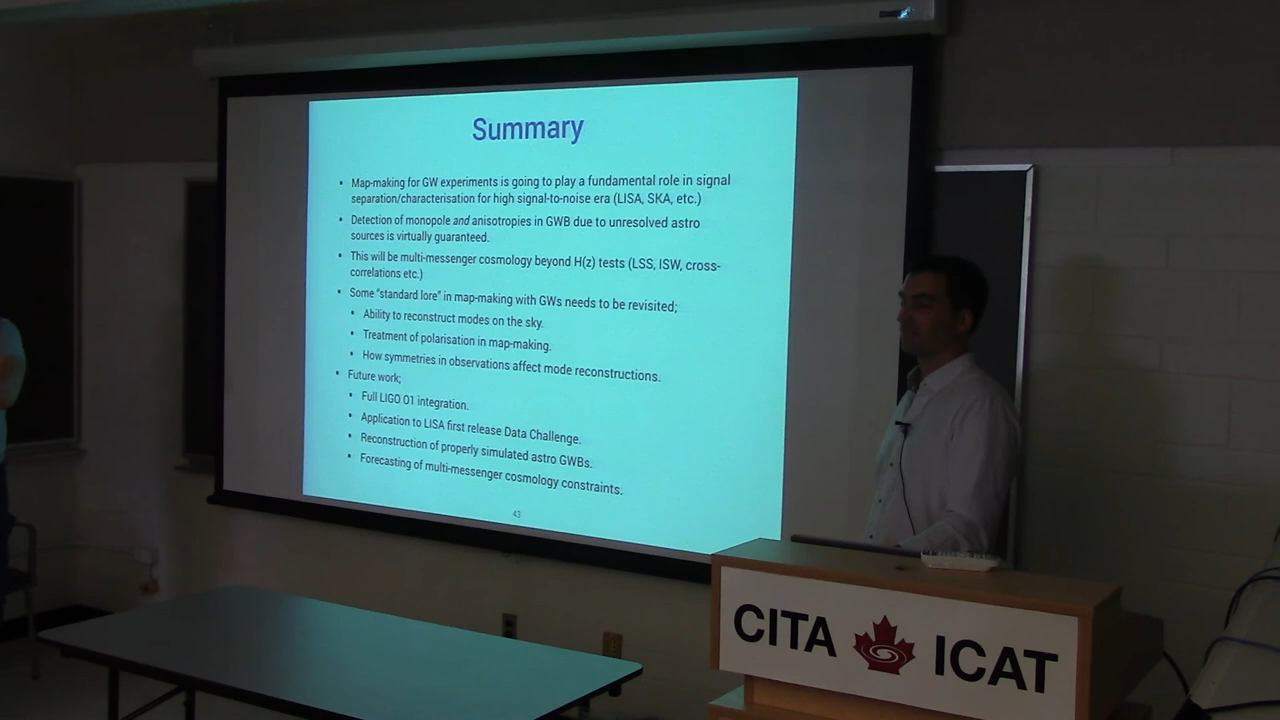 Summary
• Map-making for GW experiments is going to play a fundamental role in signal
separation/characterisation for high signal-to-noise era (LISA, SKA, etc.)
• Detection of monopole and anisotropies in GWB due to unresolved astro
sources is virtually guaranteed.
• This will be multi-messenger cosmology beyond H(z) tests (LSS, ISW, cross-
correlations etc.)
• Some "standard lore" in map-making with GWs needs to be revisited;
• Ability to reconstruct modes on the sky.
• Treatment of polarisation in map-making.
• How symmetries in observations affect mode reconstructions.
• Future work;
• Full LIGO O1 integration.
• Application to LISA first release Data Challenge.
• Reconstruction of properly simulated astro GWBs.
• Forecasting of multi-messenger cosmology constraints.
43
CITA ICAT